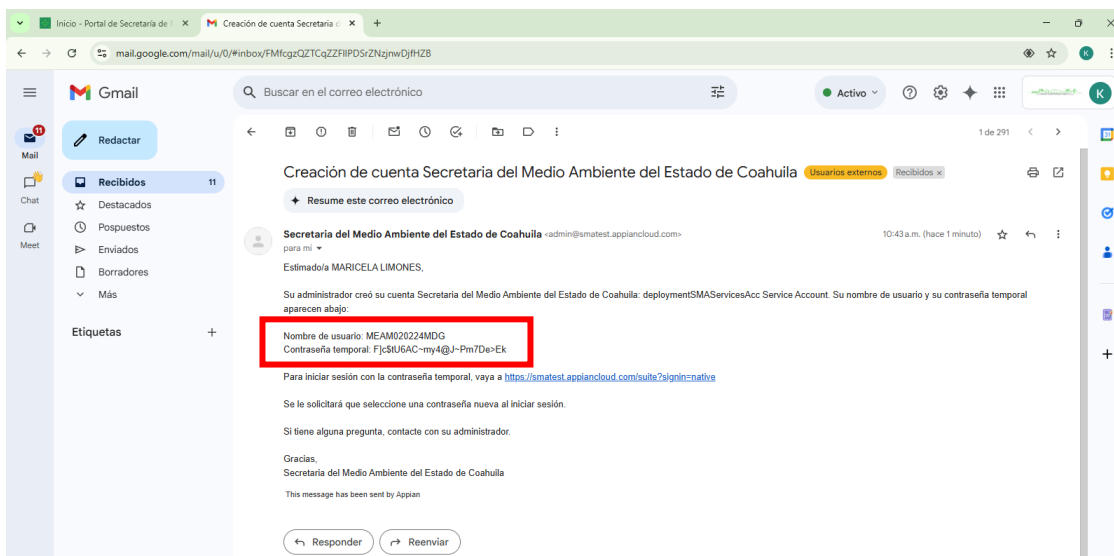 Inicio - Portal de Secretaría de
Creación de cuenta Secretaria d
mail.google.com/mail/u/0/#inbox/FMfcgzQZTCqZZFIIPDSrZNzjnwDjfHZB
K
Gmail
Buscar en el correo electrónico
Activo
K
11
Mail
Chat
Meet
Redactar
Recibidos 11
Destacados
Pospuestos
Enviados
Borradores
Más
Etiquetas
1 de 291
Creación de cuenta Secretaria del Medio Ambiente del Estado de Coahuila Usuarios externos Recibidos x
Resume este correo electrónico
Secretaria del Medio Ambiente del Estado de Coahuila <admin@smatest.appiancloud.com> 10:43 a.m. (hace 1 minuto)
para mí
Estimado/a MARICELA LIMONES,
Su administrador creó su cuenta Secretaria del Medio Ambiente del Estado de Coahuila: deploymentSMAServicesAcc Service Account. Su nombre de usuario y su contraseña temporal
aparecen abajo:
Nombre de usuario: MEAM020224MDG
Contraseña temporal: F]c$tU6AC~my4@J~Pm7De>Ek
Para iniciar sesión con la contraseña temporal, vaya a https://smatest.appiancloud.com/suite?signin=native
Se le solicitará que seleccione una contraseña nueva al iniciar sesión.
Si tiene alguna pregunta, contacte con su administrador.
Gracias,
Secretaria del Medio Ambiente del Estado de Coahuila
This message has been sent by Appian
Responder
Reenviar
31